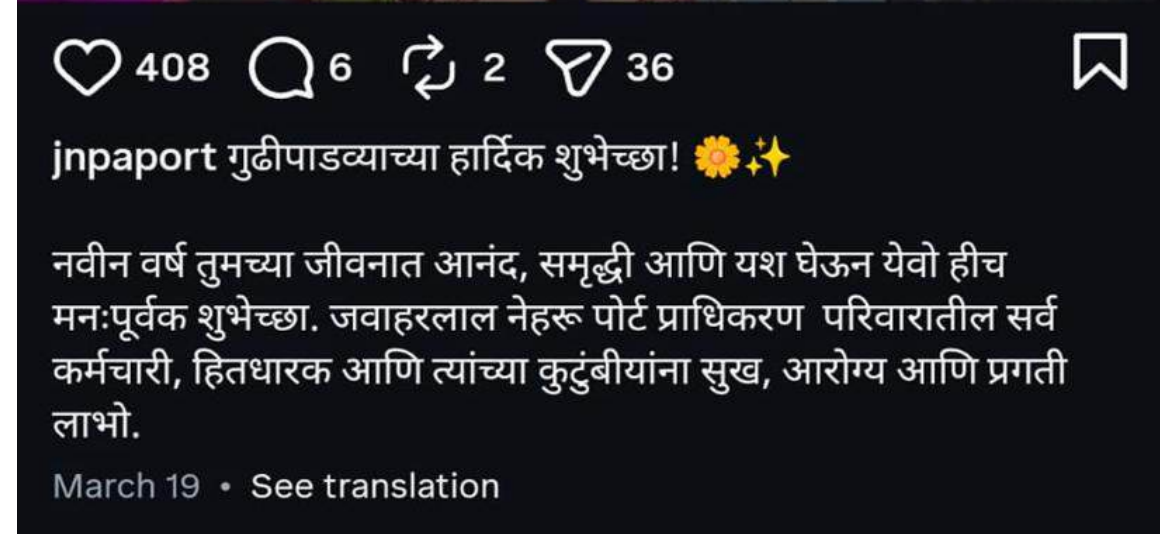 408 6 2 36
jnpaport गुढीपाडव्याच्या हार्दिक शुभेच्छा! 🌼✨
नवीन वर्ष तुमच्या जीवनात आनंद, समृद्धी आणि यश घेऊन येवो हीच
मनःपूर्वक शुभेच्छा. जवाहरलाल नेहरू पोर्ट प्राधिकरण  परिवारातील सर्व
कर्मचारी, हितधारक आणि त्यांच्या कुटुंबीयांना सुख, आरोग्य आणि प्रगती
लाभो.
March 19 • See translation